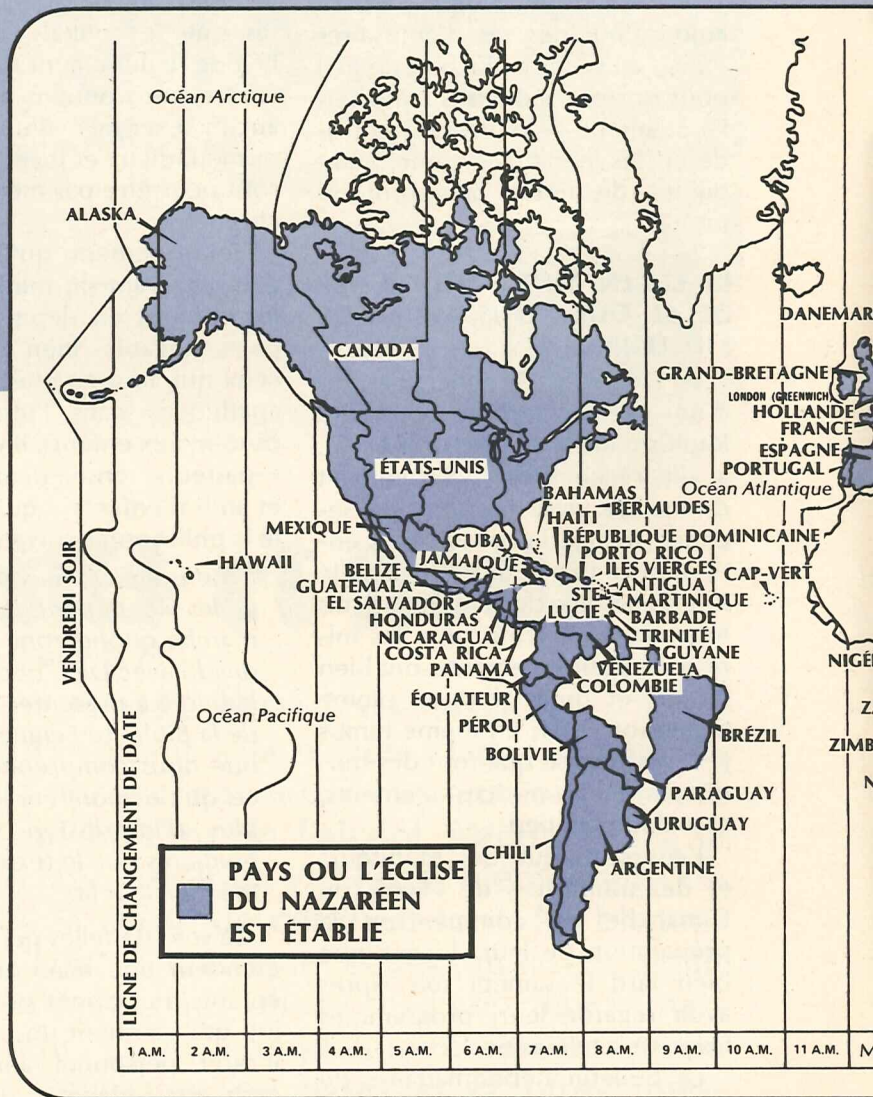 Océan Arctique
ALASKA
DANEMAR
CANADA
GRAND-BRETAGNE
LONDON (GREENWICH)
HOLLANDE
FRANCE
ÉTATS-UNIS
ESPAGNE
PORTUGAL
Océan Atlantique
BAHAMAS
BERMUDES
HAITI
MEXIQUE
CUBA
RÉPUBLIQUE DOMINICAINE
JAMAIQUE
PORTO RICO
HAWAII
BELIZE
ILES VIERGES
CAP-VERT
GUATEMALA
STE
LUCIE
ANTIGUA
EL SALVADOR
MARTINIQUE
HONDURAS
BARBADE
NICARAGUA
TRINITÉ
COSTA RICA
GUYANE
PANAMA
VENEZUELA
NIGÉ
COLOMBIE
ÉQUATEUR
Z
VENDREDI SOIR
Océan Pacifique
PÉROU
BRÉZIL
ZIMB
BOLIVIE
N
PARAGUAY
URUGUAY
CHILI
ARGENTINE
PAYS OU L'ÉGLISE
DU NAZARÉEN
EST ÉTABLIE
LIGNE DE CHANGEMENT DE DATE
1 A.M. 2 A.M. 3 A.M. 4 A.M. 5 A.M. 6 A.M. 7 A.M. 8 A.M. 9 A.M. 10 A.M. 11 A.M. M